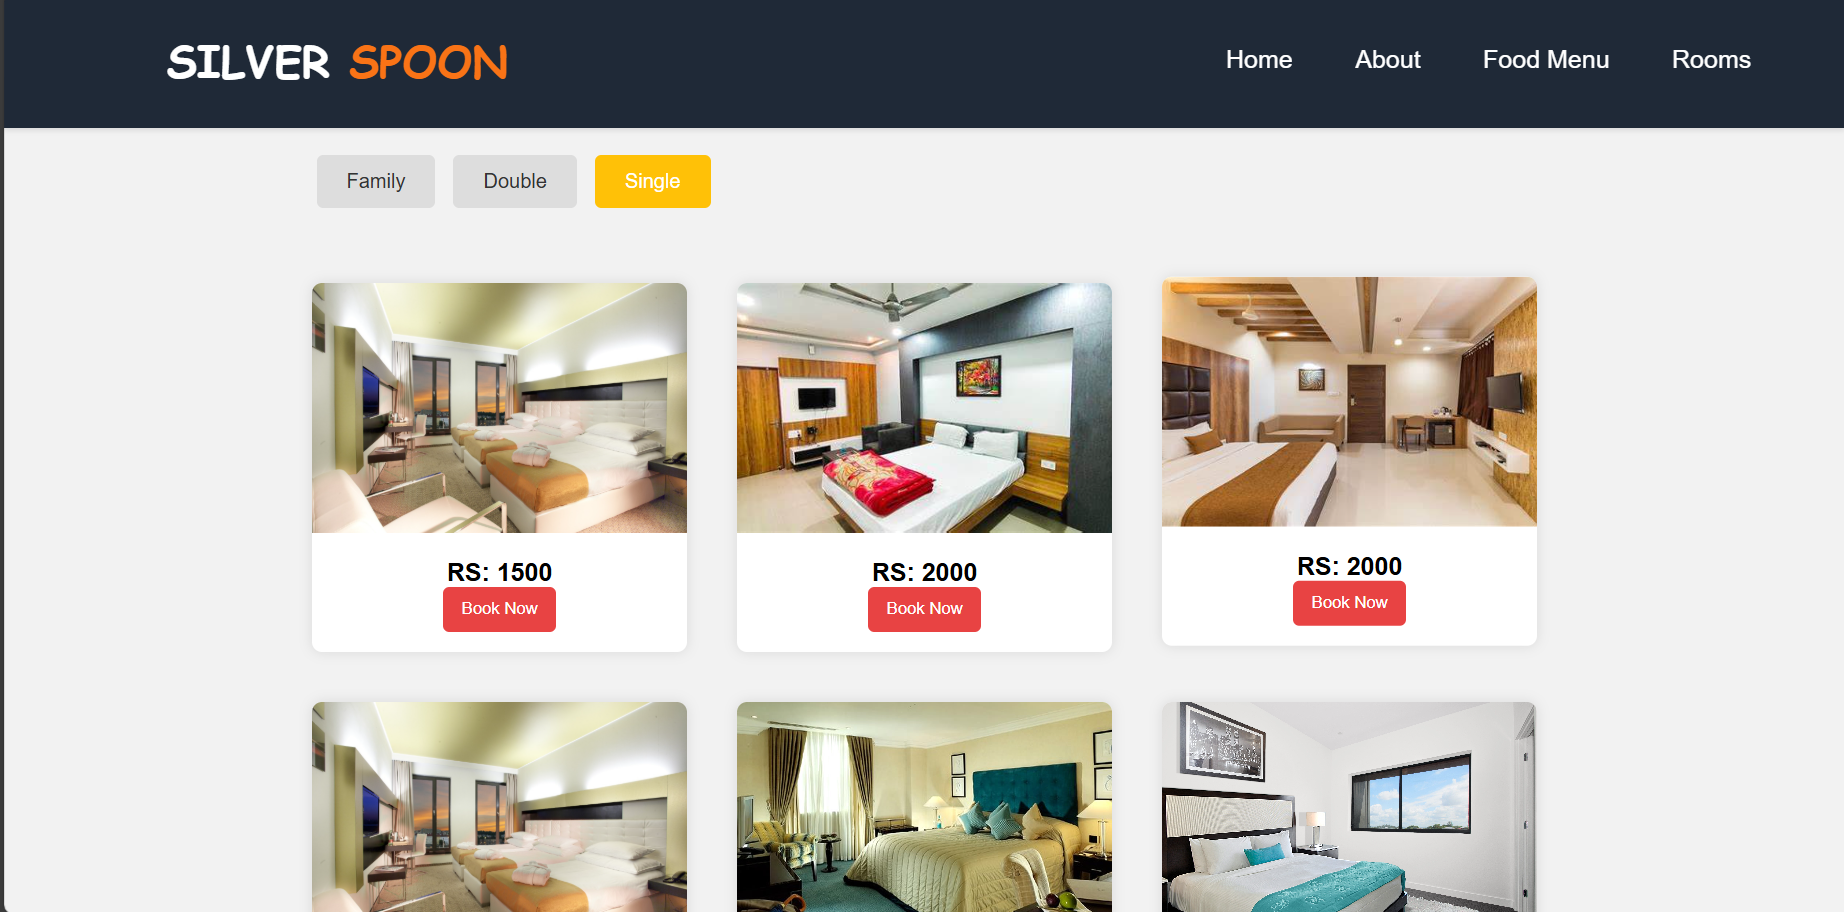 SILVER SPOON
Home About Food Menu Rooms
Family Double Single
RS: 1500
Book Now
RS: 2000
Book Now
RS: 2000
Book Now